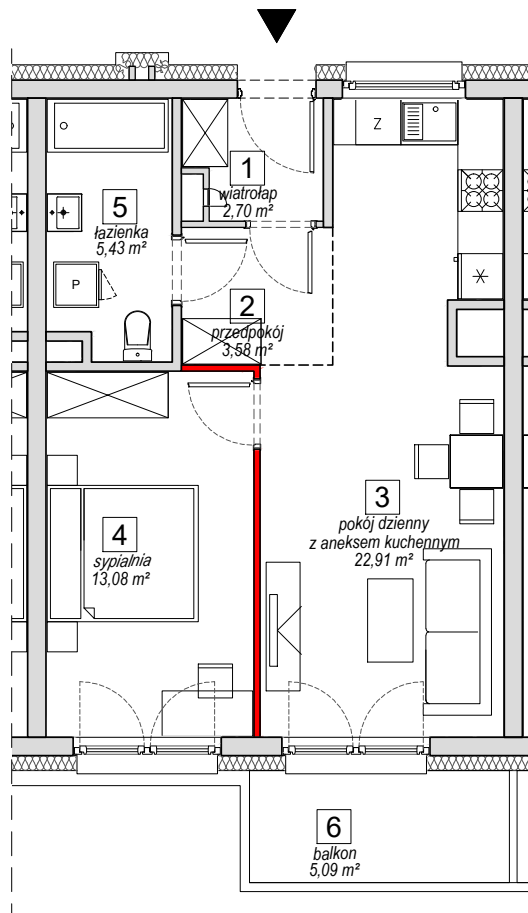 Z
1
wiatrołap
2,70 m²
5
łazienka
5,43 m²
P
2
przedpokój
3,58 m²
3
pokój dzienny
z aneksem kuchennym
22,91 m²
4
sypialnia
13,08 m²
6
balkon
5,09 m²